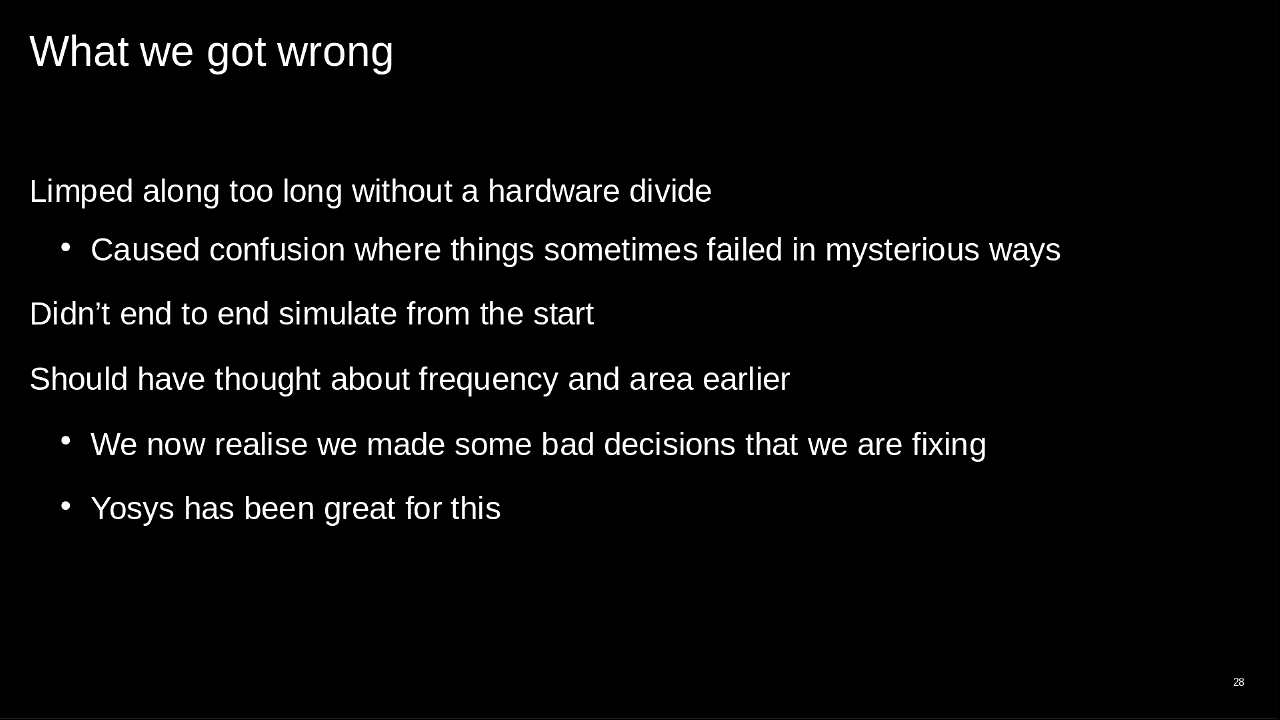 What we got wrong
Limped along too long without a hardware divide
• Caused confusion where things sometimes failed in mysterious ways
Didn’t end to end simulate from the start
Should have thought about frequency and area earlier
• We now realise we made some bad decisions that we are fixing
• Yosys has been great for this
28